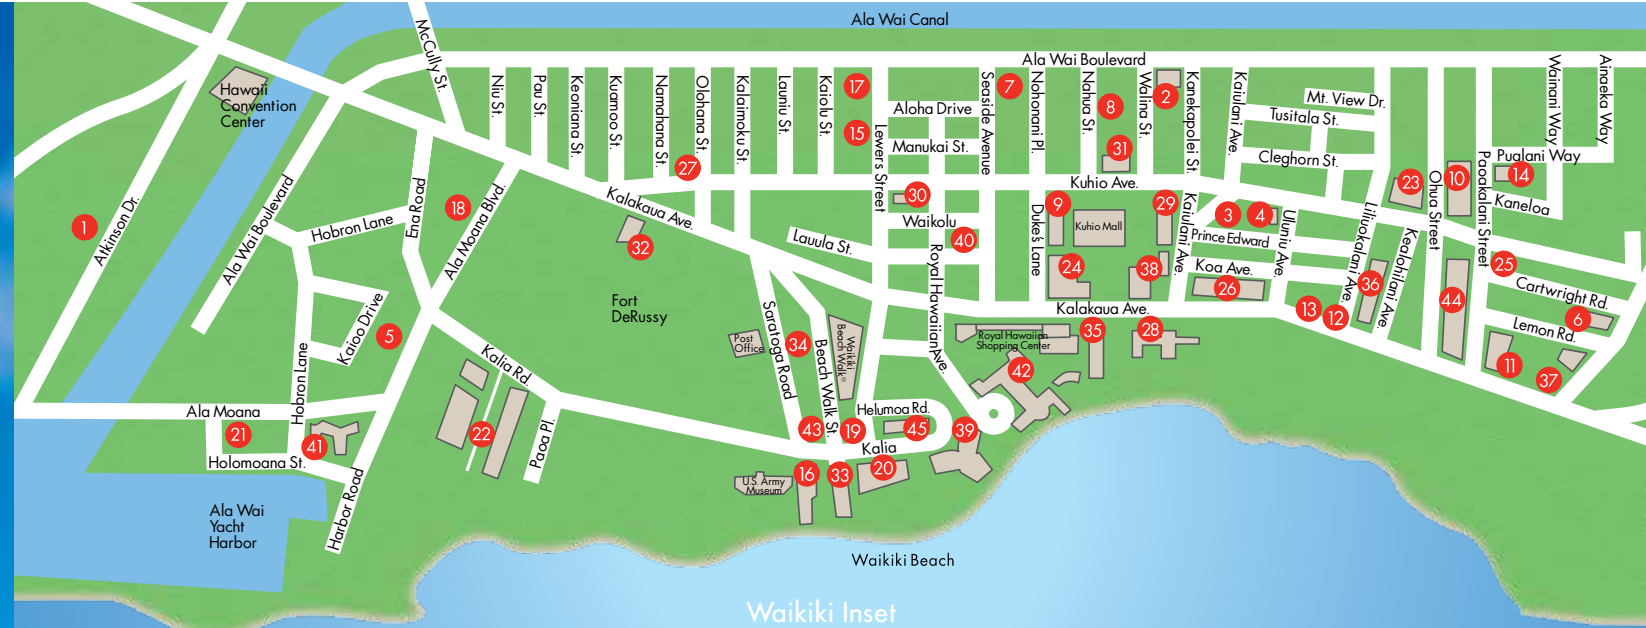 Ala Wai Canal
McCully St.
Ala Wai Boulevard
Hawaii
Convention
Center
Niu St.
Pau St.
Keoniana St.
Kuamoo St.
Namahana St.
Olohana St.
Kalaimoku St.
Launiu St.
Kaiolu St.
17
15
Lewers Street
Aloha Drive
Manukai St.
Seaside Avenue
7
Nohonani Pl.
Nahua St.
8
31
Walina St.
2
Kanekapolei St.
Kaiulani Ave.
Mt. View Dr.
Tusitala St.
Cleghorn St.
Wainani Way
Ainaeka Way
Pualani Way
14
Kaneloa
Paoakalani Street
10
Ohua Street
23
27
Kuhio Ave.
30
Waikolu
40
Royal Hawaiian Ave.
Duke's Lane
9
Kuhio Mall
29
24
38
Kaiulani Ave.
3
4
Prince Edward
Koa Ave.
26
Uluniu Ave.
Liliuokalani Ave.
36
Kealohilani Ave.
44
25
Cartwright Rd.
6
Lemon Rd.
11
37
13
12
1
Atkinson Dr.
Ala Wai Boulevard
Hobron Lane
Ena Road
18
Ala Moana Blvd.
Kalakaua Ave.
32
Lauula St.
Fort
DeRussy
Kaioo Drive
5
Hobron Lane
Kalia Rd.
22
Paoa Pl.
Post
Office
Saratoga Road
34
Beach Walk St.
Waikiki
Beach Walk®
Kalakaua Ave.
Royal Hawaiian
Shopping Center
35
28
42
Ala Moana
21
41
Holomoana St.
Harbor Road
43
19
Helumoa Rd.
45
39
Kalia
20
16
33
U.S. Army
Museum
Ala Wai
Yacht
Harbor
Waikiki Beach
Waikiki Inset